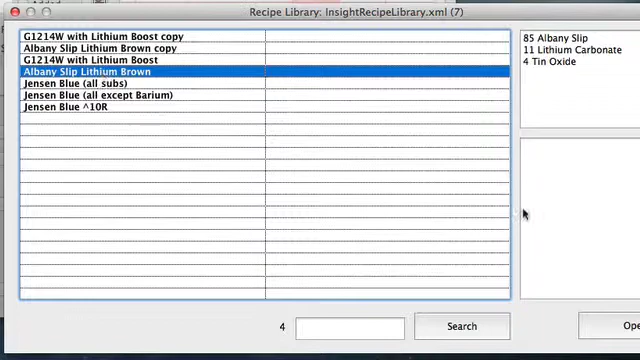 Recipe Library: InsightRecipeLibrary.xml (7)
G1214W with Lithium Boost copy
Albany Slip Lithium Brown copy
G1214W with Lithium Boost
Albany Slip Lithium Brown
Jensen Blue (all subs)
Jensen Blue (all except Barium)
Jensen Blue ^10R
85 Albany Slip
11 Lithium Carbonate
4 Tin Oxide
4
Search
Ope